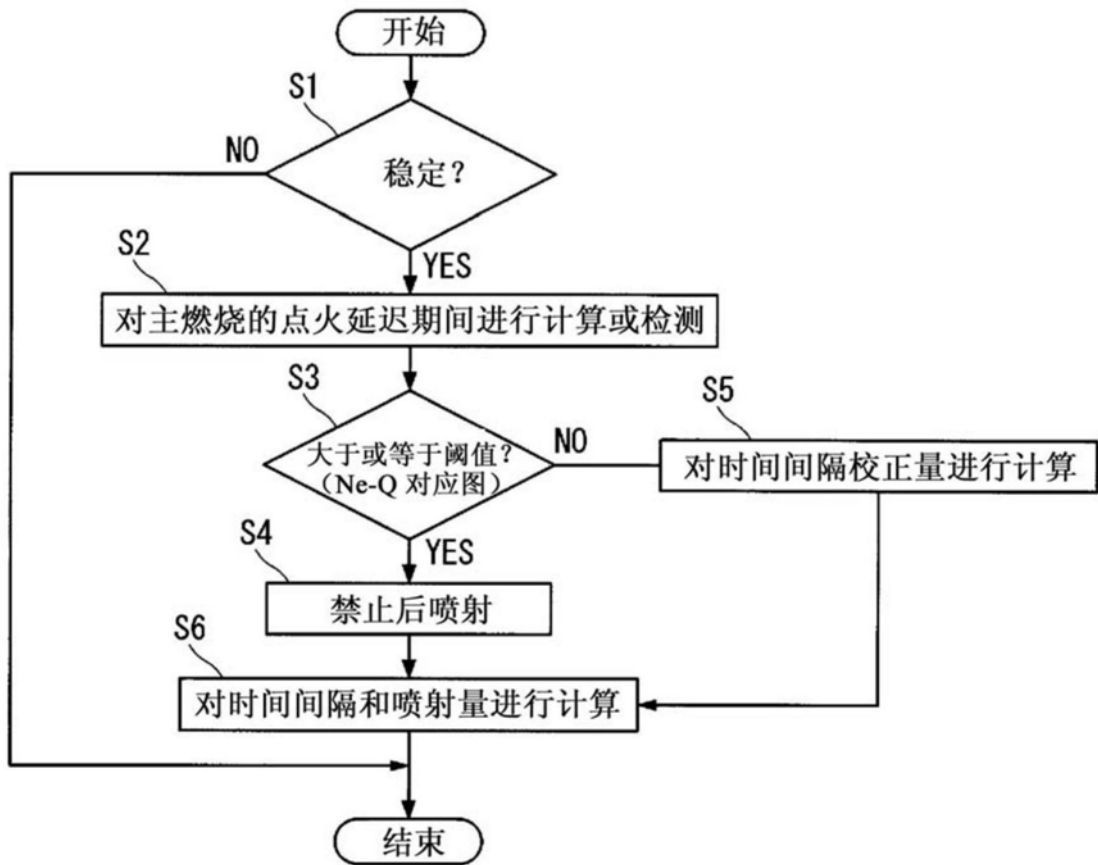 开始
S1
NO
稳定？
S2
YES
对主燃烧的点火延迟期间进行计算或检测
S3
S5
大于或等于阈值？
NO
（Ne-Q 对应图）
对时间间隔校正量进行计算
S4
YES
禁止后喷射
S6
对时间间隔和喷射量进行计算
结束